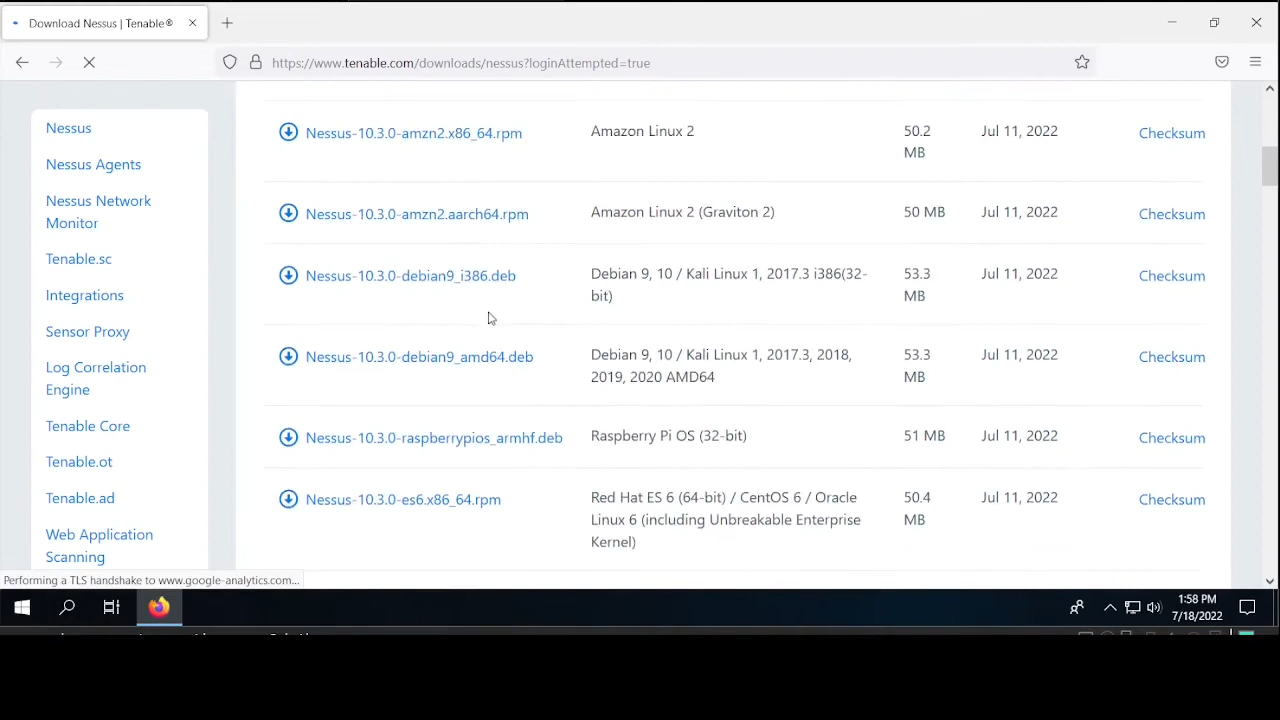 Download Nessus | Tenable®
https://www.tenable.com/downloads/nessus?loginAttempted=true
Nessus
Nessus Agents
Nessus Network
Monitor
Tenable.sc
Integrations
Sensor Proxy
Log Correlation
Engine
Tenable Core
Tenable.ot
Tenable.ad
Web Application
Scanning
Nessus-10.3.0-amzn2.x86_64.rpm
Amazon Linux 2
50.2
MB
Jul 11, 2022
Checksum
Nessus-10.3.0-amzn2.aarch64.rpm
Amazon Linux 2 (Graviton 2)
50 MB
Jul 11, 2022
Checksum
Nessus-10.3.0-debian9_i386.deb
Debian 9, 10 / Kali Linux 1, 2017.3 i386(32-
bit)
53.3
MB
Jul 11, 2022
Checksum
Nessus-10.3.0-debian9_amd64.deb
Debian 9, 10 / Kali Linux 1, 2017.3, 2018,
2019, 2020 AMD64
53.3
MB
Jul 11, 2022
Checksum
Nessus-10.3.0-raspberrypios_armhf.deb
Raspberry Pi OS (32-bit)
51 MB
Jul 11, 2022
Checksum
Nessus-10.3.0-es6.x86_64.rpm
Red Hat ES 6 (64-bit) / CentOS 6 / Oracle
Linux 6 (including Unbreakable Enterprise
Kernel)
50.4
MB
Jul 11, 2022
Checksum
Performing a TLS handshake to www.google-analytics.com...
1:58 PM
7/18/2022